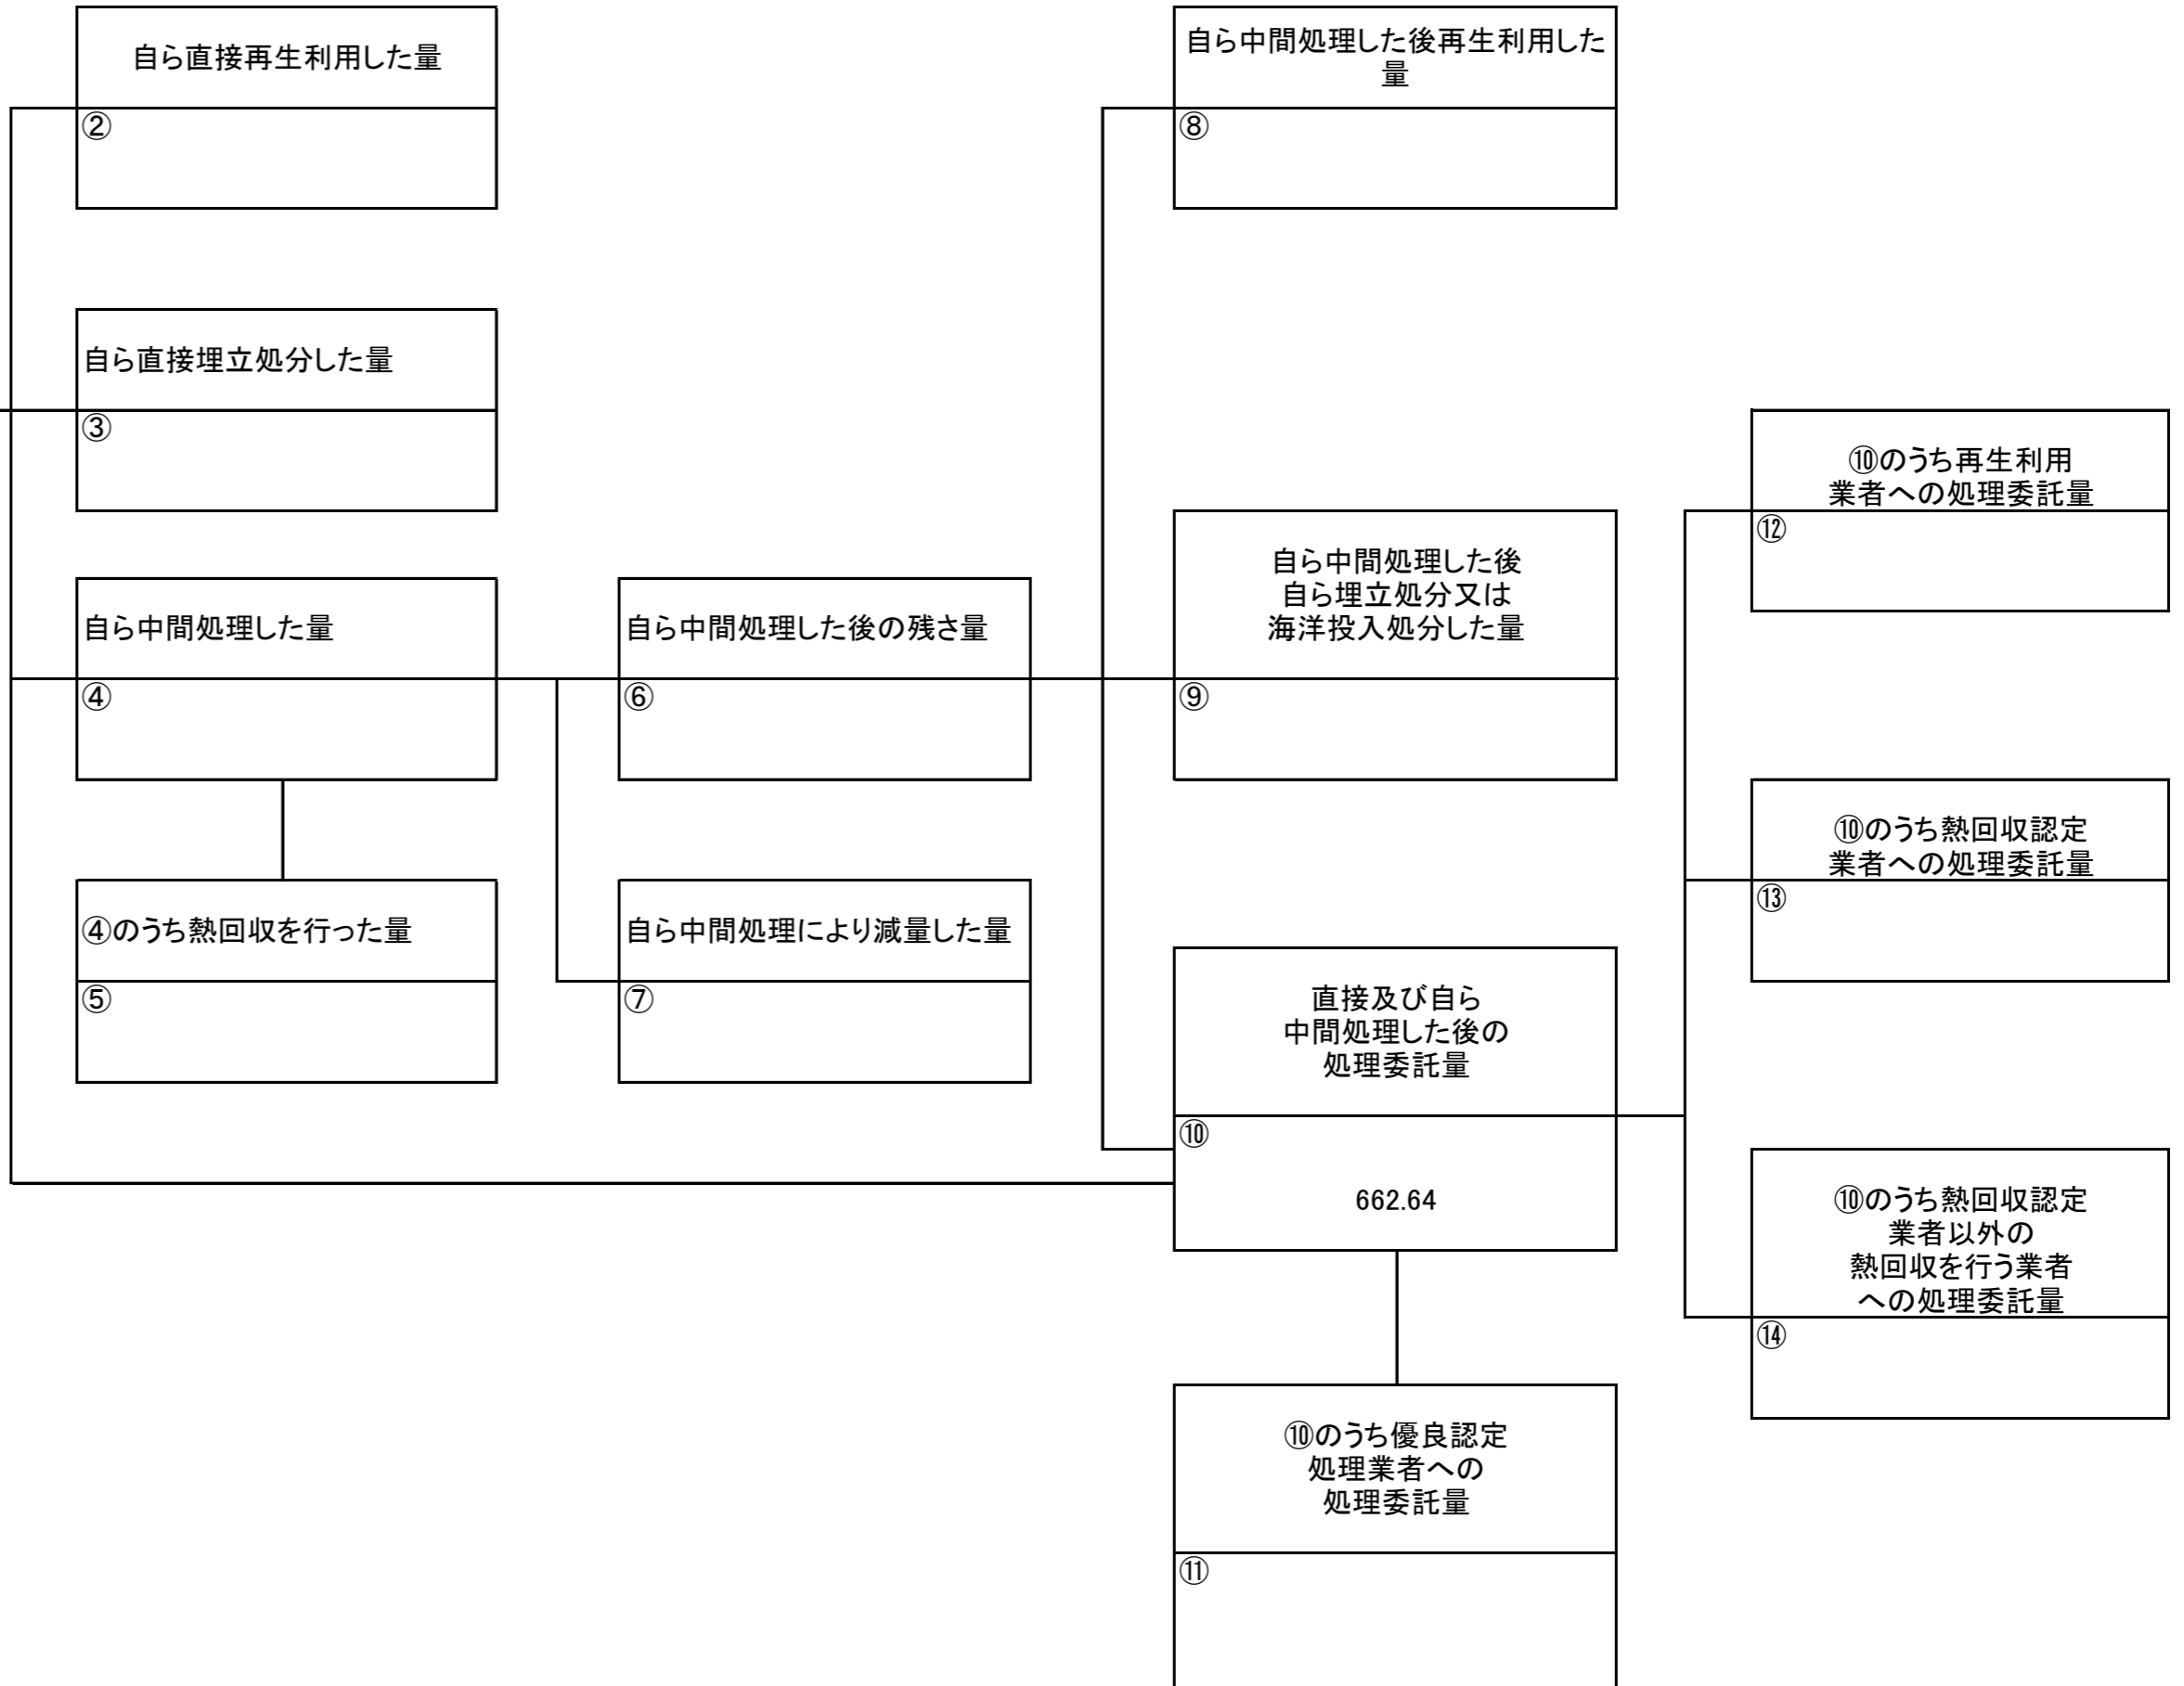 自ら直接再生利用した量
②
自ら中間処理した後再生利用した
量
⑧
自ら直接埋立処分した量
③
⑩のうち再生利用
業者への処理委託量
⑫
自ら中間処理した後
自ら埋立処分又は
海洋投入処分した量
⑨
自ら中間処理した量
④
自ら中間処理した後の残さ量
⑥
⑩のうち熱回収認定
業者への処理委託量
⑬
④のうち熱回収を行った量
⑤
自ら中間処理により減量した量
⑦
直接及び自ら
中間処理した後の
処理委託量
⑩
662.64
⑩のうち熱回収認定
業者以外の
熱回収を行う業者
への処理委託量
⑭
⑩のうち優良認定
処理業者への
処理委託量
⑪